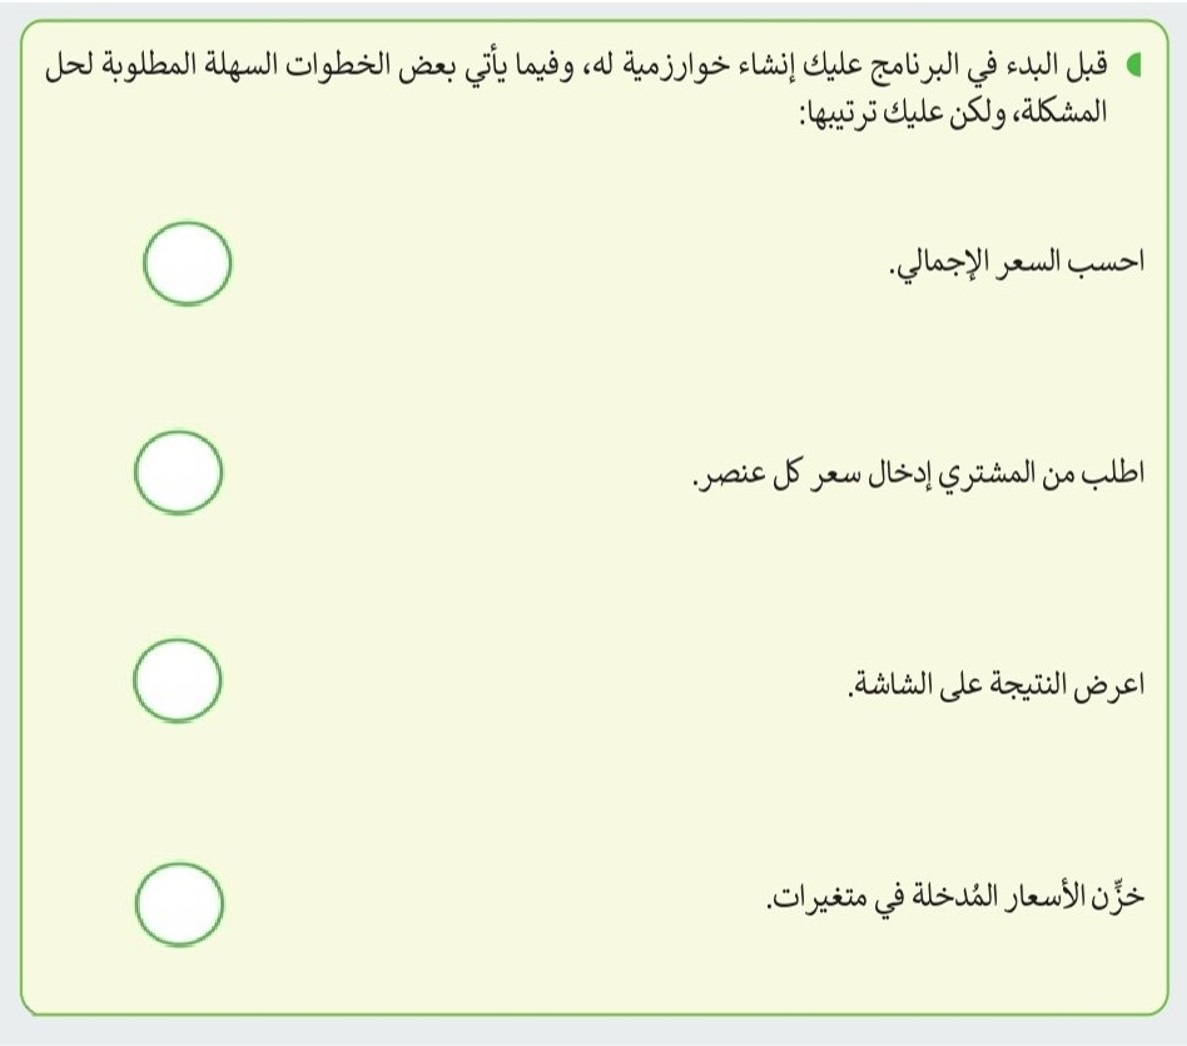 قبل البدء في البرنامج عليك إنشاء خوارزمية له، وفيما يأتي بعض الخطوات السهلة المطلوبة لحل
المشكلة، ولكن عليك ترتيبها:
احسب السعر الإجمالي.
اطلب من المشتري إدخال سعر كل عنصر.
اعرض النتيجة على الشاشة.
خزِّن الأسعار المُدخلة في متغيرات.